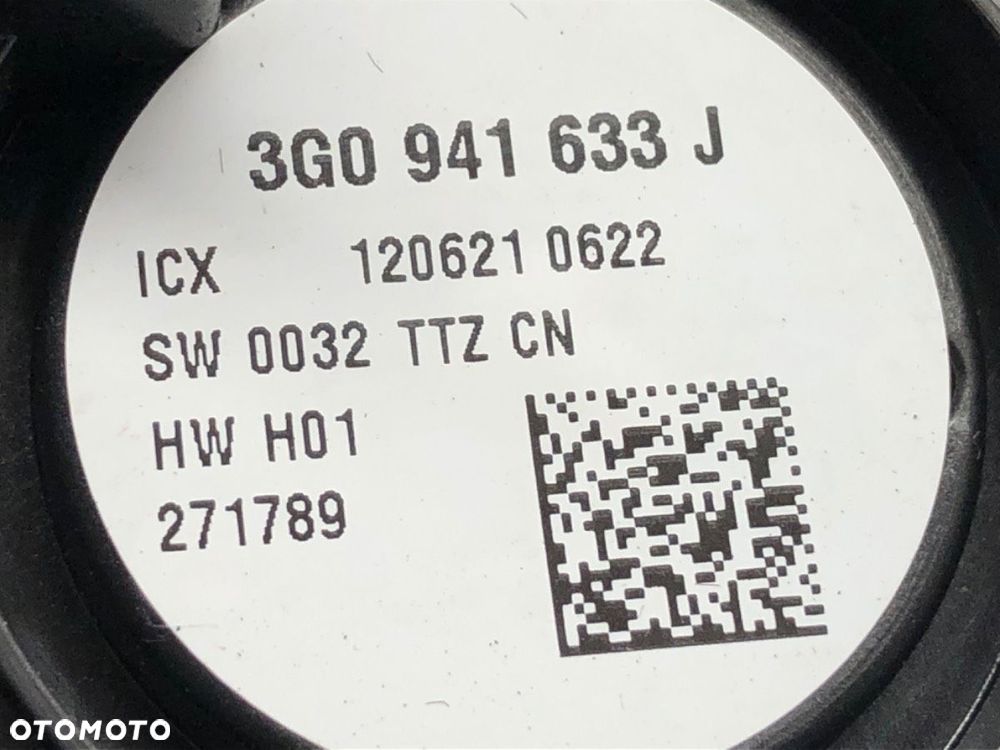 3G0 941 633 J
ICX 120621 0622
SW 0032 TTZ CN
HW H01
271789
OTOMOTO